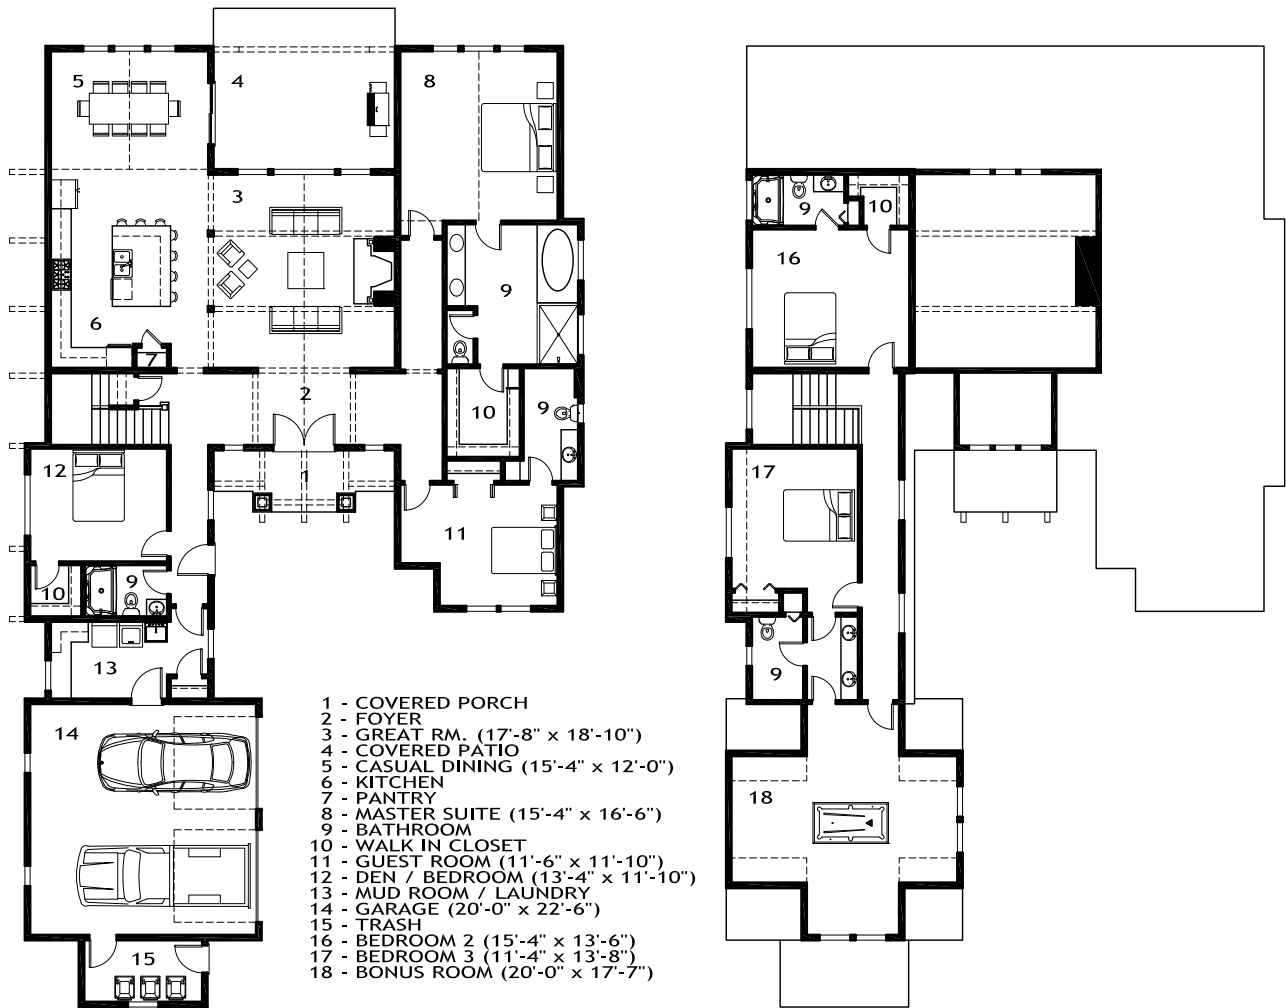 5
4
8
3
9
10
16
9
6
7
2
10
9
12
1
17
11
9
10
13
9
14
18
15
1 - COVERED PORCH
2 - FOYER
3 - GREAT RM. (17'-8" x 18'-10")
4 - COVERED PATIO
5 - CASUAL DINING (15'-4" x 12'-0")
6 - KITCHEN
7 - PANTRY
8 - MASTER SUITE (15'-4" x 16'-6")
9 - BATHROOM
10 - WALK IN CLOSET
11 - GUEST ROOM (11'-6" x 11'-10")
12 - DEN / BEDROOM (13'-4" x 11'-10")
13 - MUD ROOM / LAUNDRY
14 - GARAGE (20'-0" x 22'-6")
15 - TRASH
16 - BEDROOM 2 (15'-4" x 13'-6")
17 - BEDROOM 3 (11'-4" x 13'-8")
18 - BONUS ROOM (20'-0" x 17'-7")